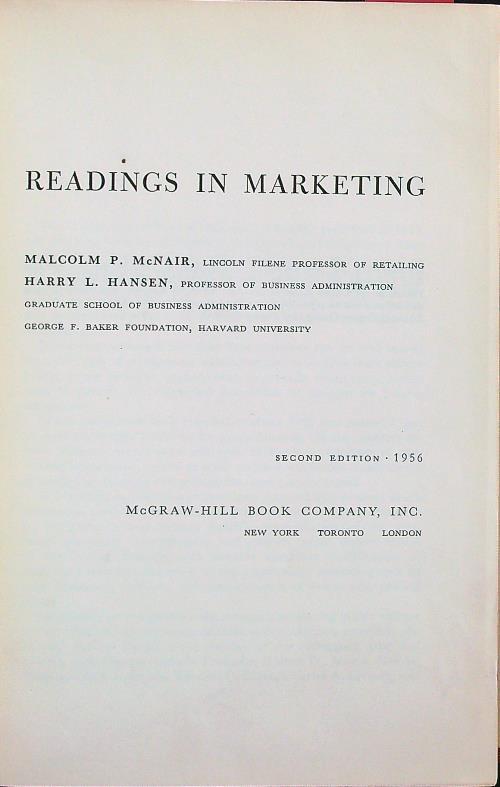 READINGS IN MARKETING
MALCOLM P. McNAIR, LINCOLN FILENE PROFESSOR OF RETAILING
HARRY L. HANSEN, PROFESSOR OF BUSINESS ADMINISTRATION
GRADUATE SCHOOL OF BUSINESS ADMINISTRATION
GEORGE F. BAKER FOUNDATION, HARVARD UNIVERSITY
SECOND EDITION · 1956
McGRAW-HILL BOOK COMPANY, INC.
NEW YORK TORONTO LONDON